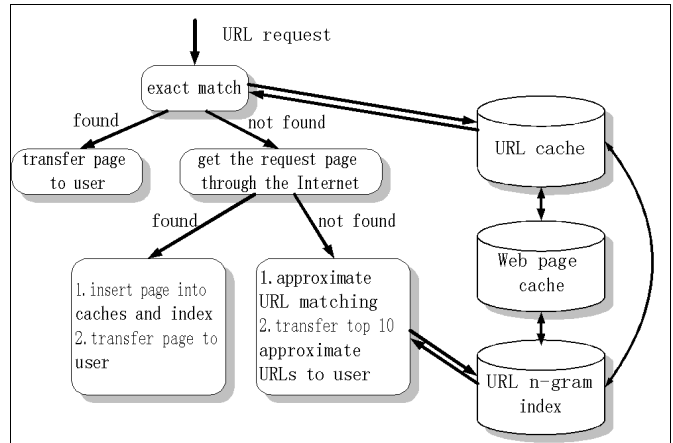 URL request
exact match
found
not found
transfer page
to user
get the request page
through the Internet
found
not found
1.insert page into
caches and index
2.transfer page to
user
1.approximate
URL matching
2.transfer top 10
approximate
URLs to user
URL cache
Web page
cache
URL n-gram
index